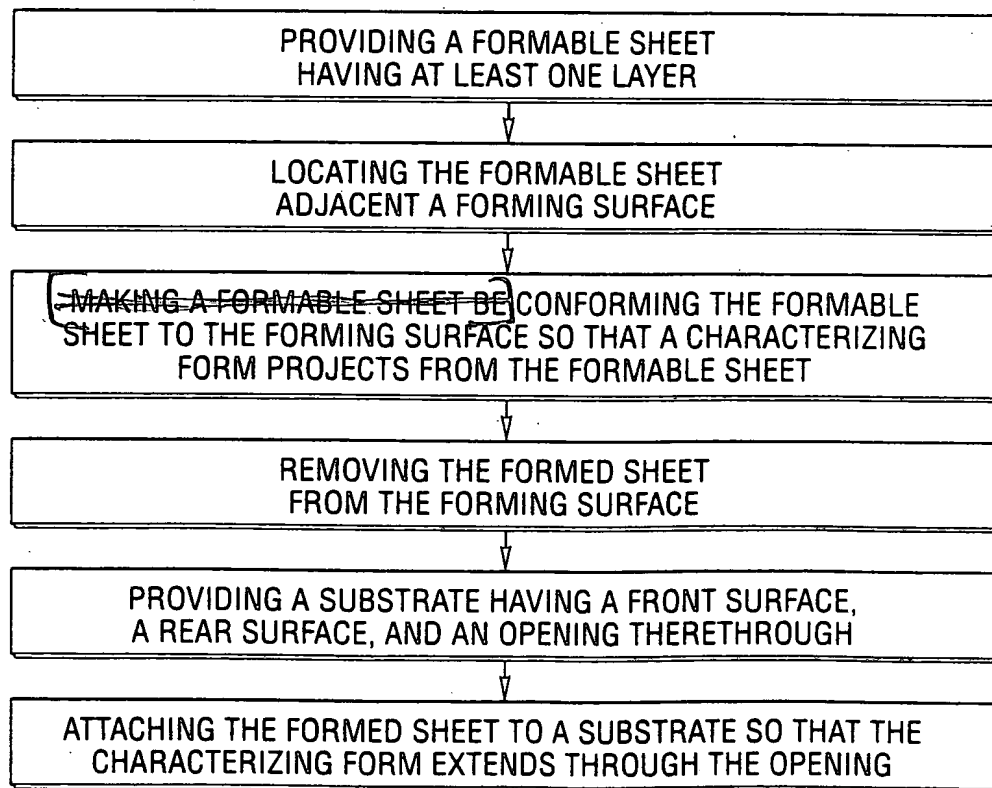 PROVIDING A FORMABLE SHEET
HAVING AT LEAST ONE LAYER
LOCATING THE FORMABLE SHEET
ADJACENT A FORMING SURFACE
MAKING A FORMABLE SHEET BE CONFORMING THE FORMABLE
SHEET TO THE FORMING SURFACE SO THAT A CHARACTERIZING
FORM PROJECTS FROM THE FORMABLE SHEET
REMOVING THE FORMED SHEET
FROM THE FORMING SURFACE
PROVIDING A SUBSTRATE HAVING A FRONT SURFACE,
A REAR SURFACE, AND AN OPENING THERETHROUGH
ATTACHING THE FORMED SHEET TO A SUBSTRATE SO THAT THE
CHARACTERIZING FORM EXTENDS THROUGH THE OPENING